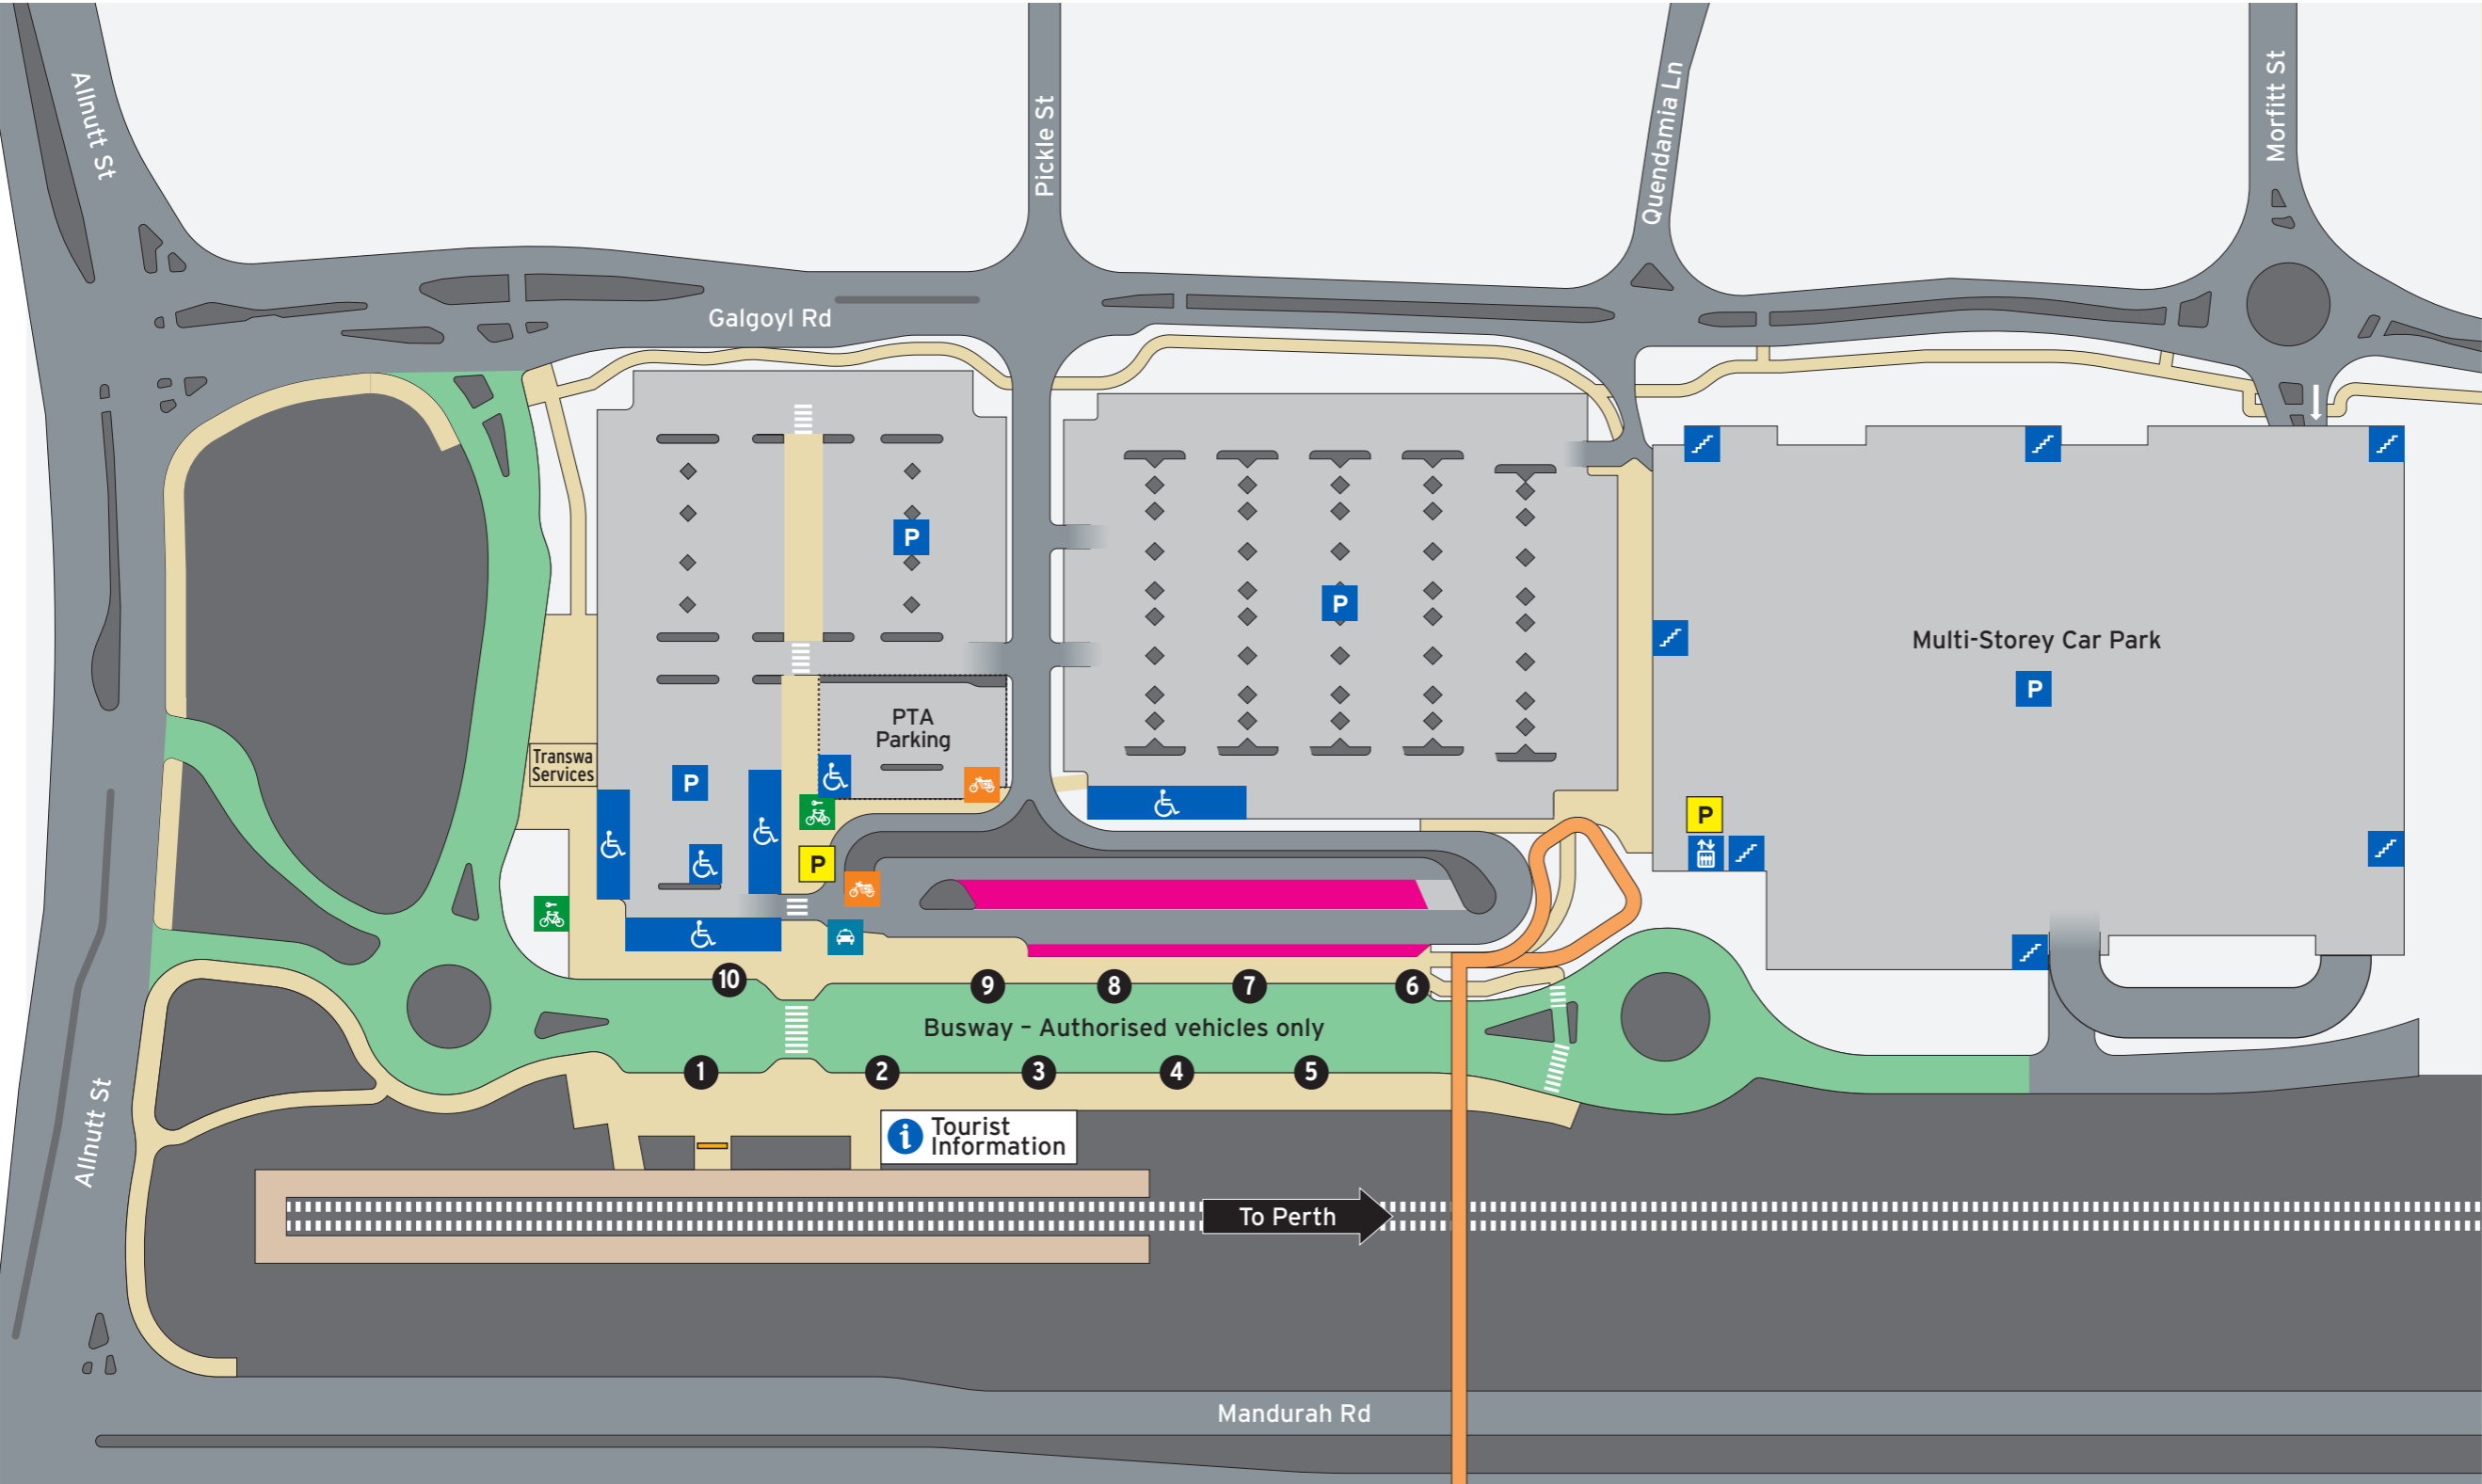 Allnutt St
Pickle St
Quendamia Ln
Morfitt St
Galgoyl Rd
P
P
Multi-Storey Car Park
P
PTA
Parking
Transwa
Services
P
P
P
10
9
8
7
6
Busway – Authorised vehicles only
1
2
3
4
5
Allnutt St
i
Tourist
Information
To Perth
Mandurah Rd